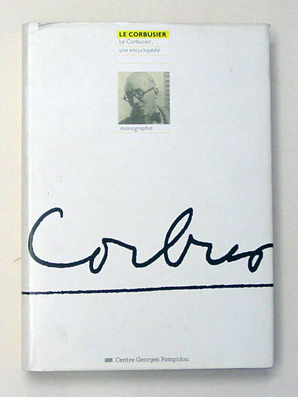 LE CORBUSIER
Le Corbusier,
une encyclopédie
monographie
Corbu
Centre Georges Pompidou